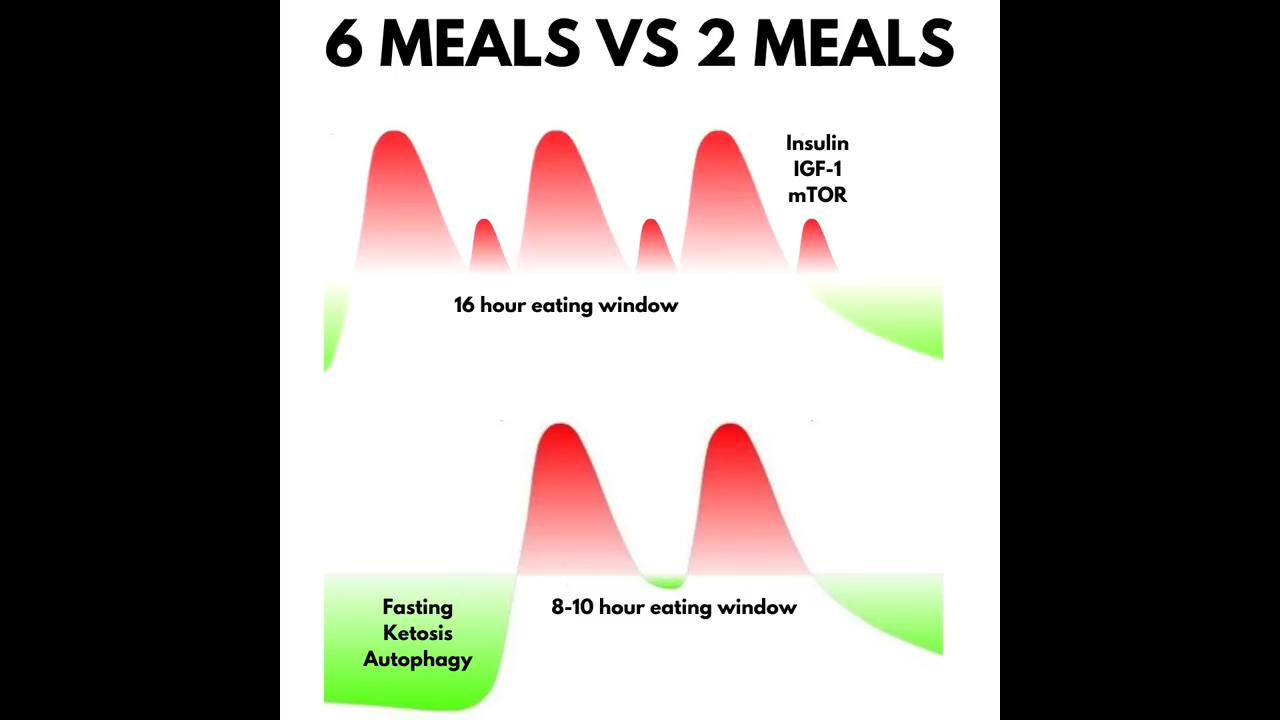 6 MEALS VS 2 MEALS
Insulin
IGF-1
mTOR
16 hour eating window
Fasting
Ketosis
Autophagy
8-10 hour eating window